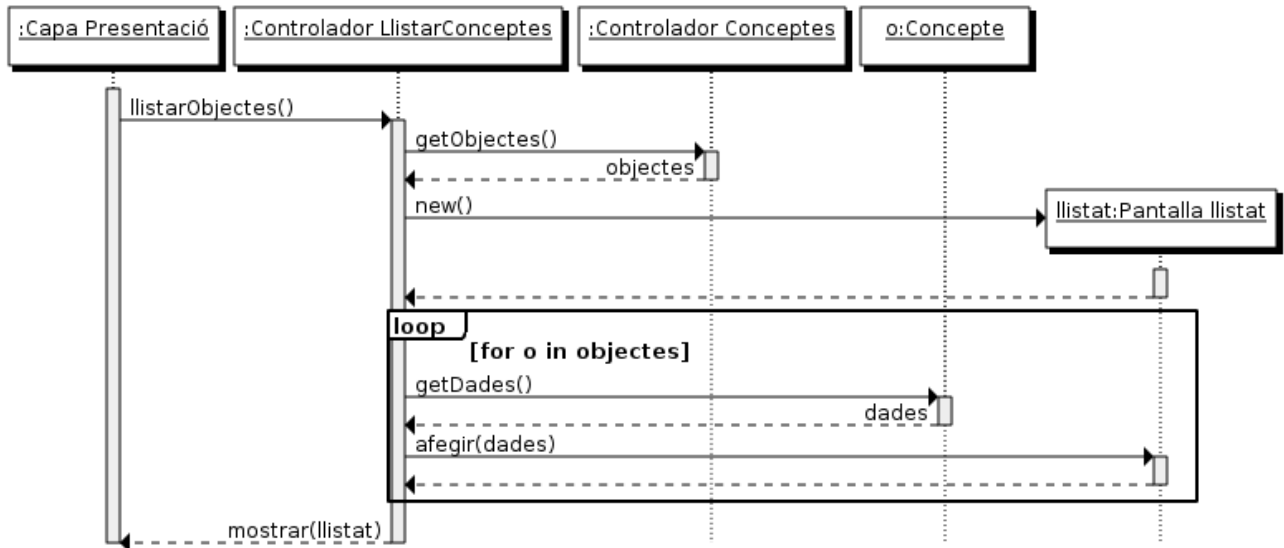 :Capa Presentació
:Controlador LlistarConceptes
:Controlador Conceptes
o:Concepte
llistarObjectes()
getObjectes()
objectes
new()
llistat:Pantalla llistat
loop
[for o in objectes]
getDades()
dades
afegir(dades)
mostrar(llistat)